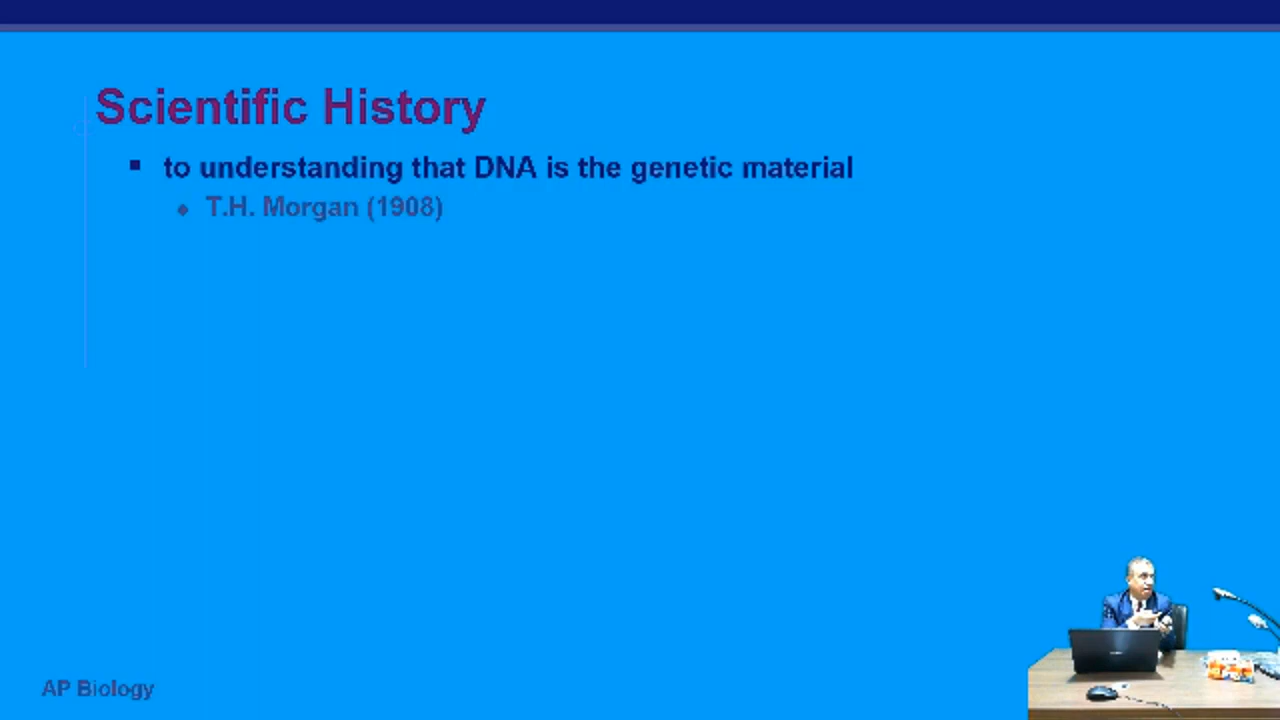 Scientific History
to understanding that DNA is the genetic material
T.H. Morgan (1908)
AP Biology